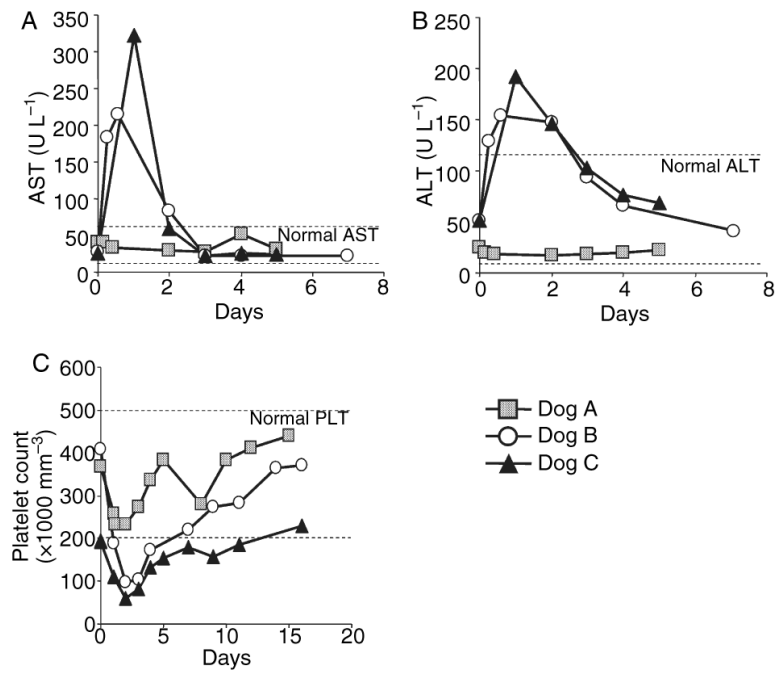 A
AST (U L–1)
350
300
250
200
150
100
50
0
Normal AST
0 2 4 6 8
Days
B
ALT (U L–1)
250
200
150
100
50
0
Normal ALT
0 2 4 6 8
Days
C
Platelet count
(×1000 mm–3)
600
500
400
300
200
100
0
Normal PLT
0 5 10 15 20
Days
Dog A
Dog B
Dog C